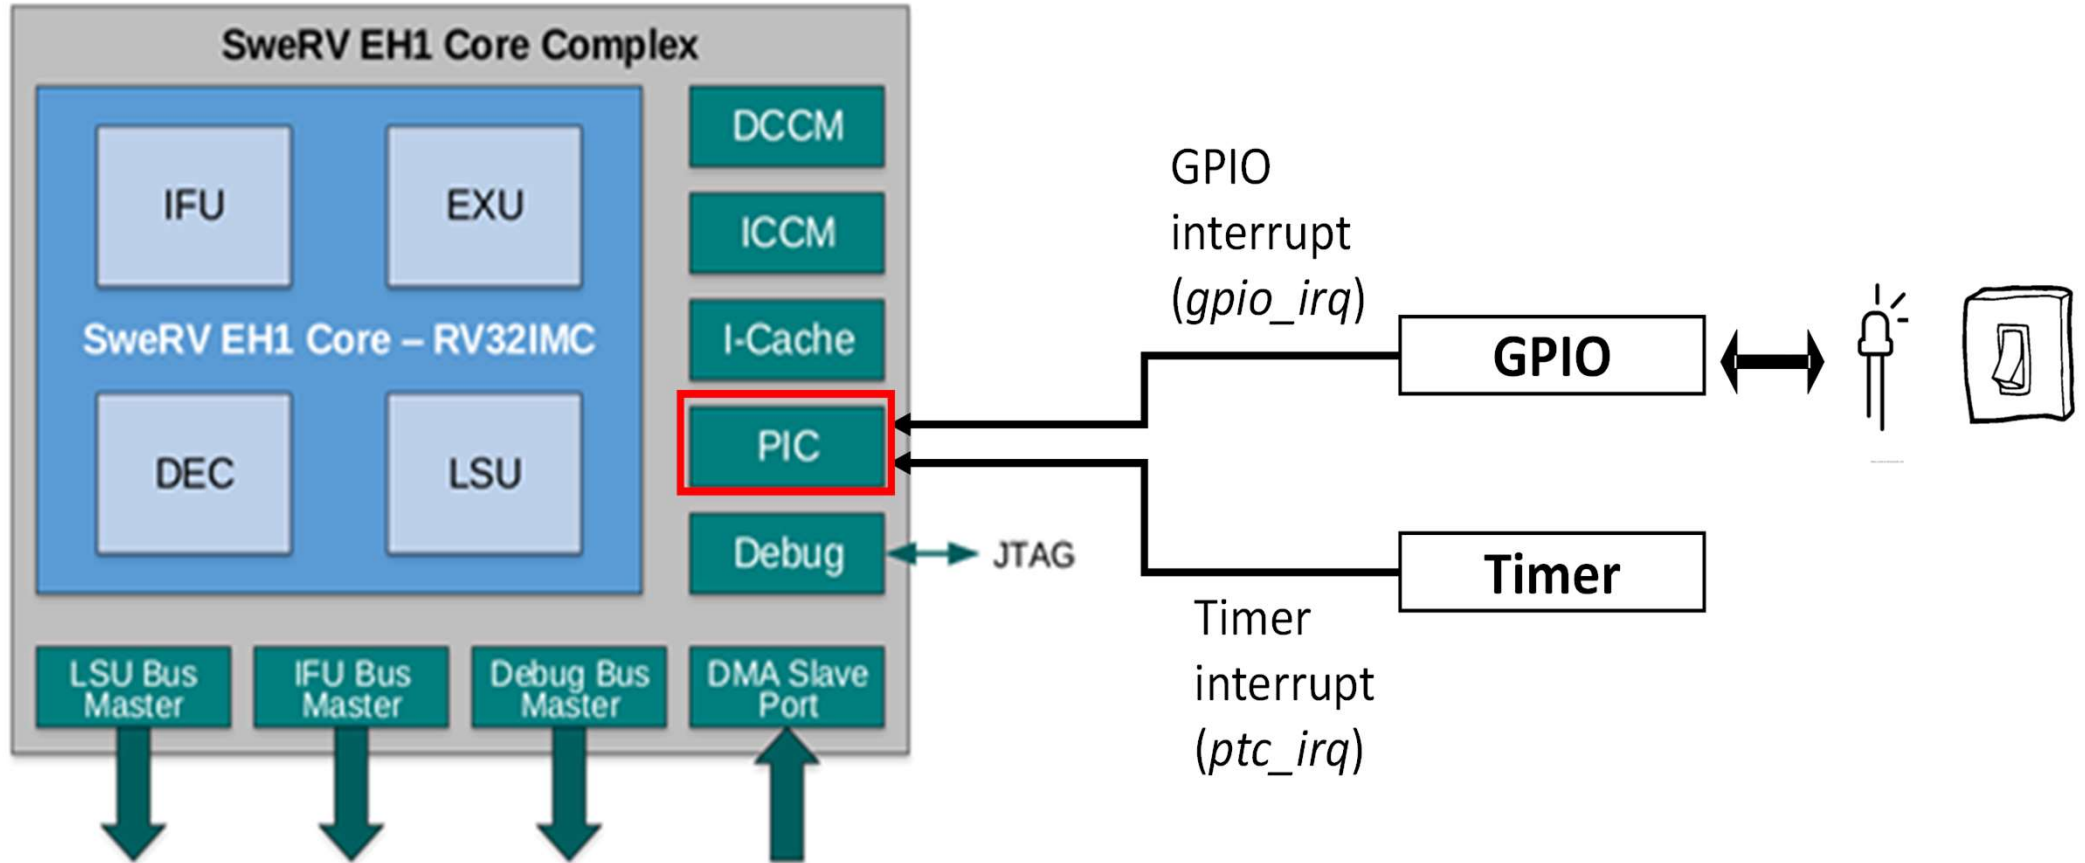 SweRV EH1 Core Complex
IFU
EXU
SweRV EH1 Core – RV32IMC
DEC
LSU
DCCM
ICCM
I-Cache
PIC
Debug
JTAG
LSU Bus
Master
IFU Bus
Master
Debug Bus
Master
DMA Slave
Port
GPIO
interrupt
(gpio_irq)
GPIO
Timer
Timer
interrupt
(ptc_irq)